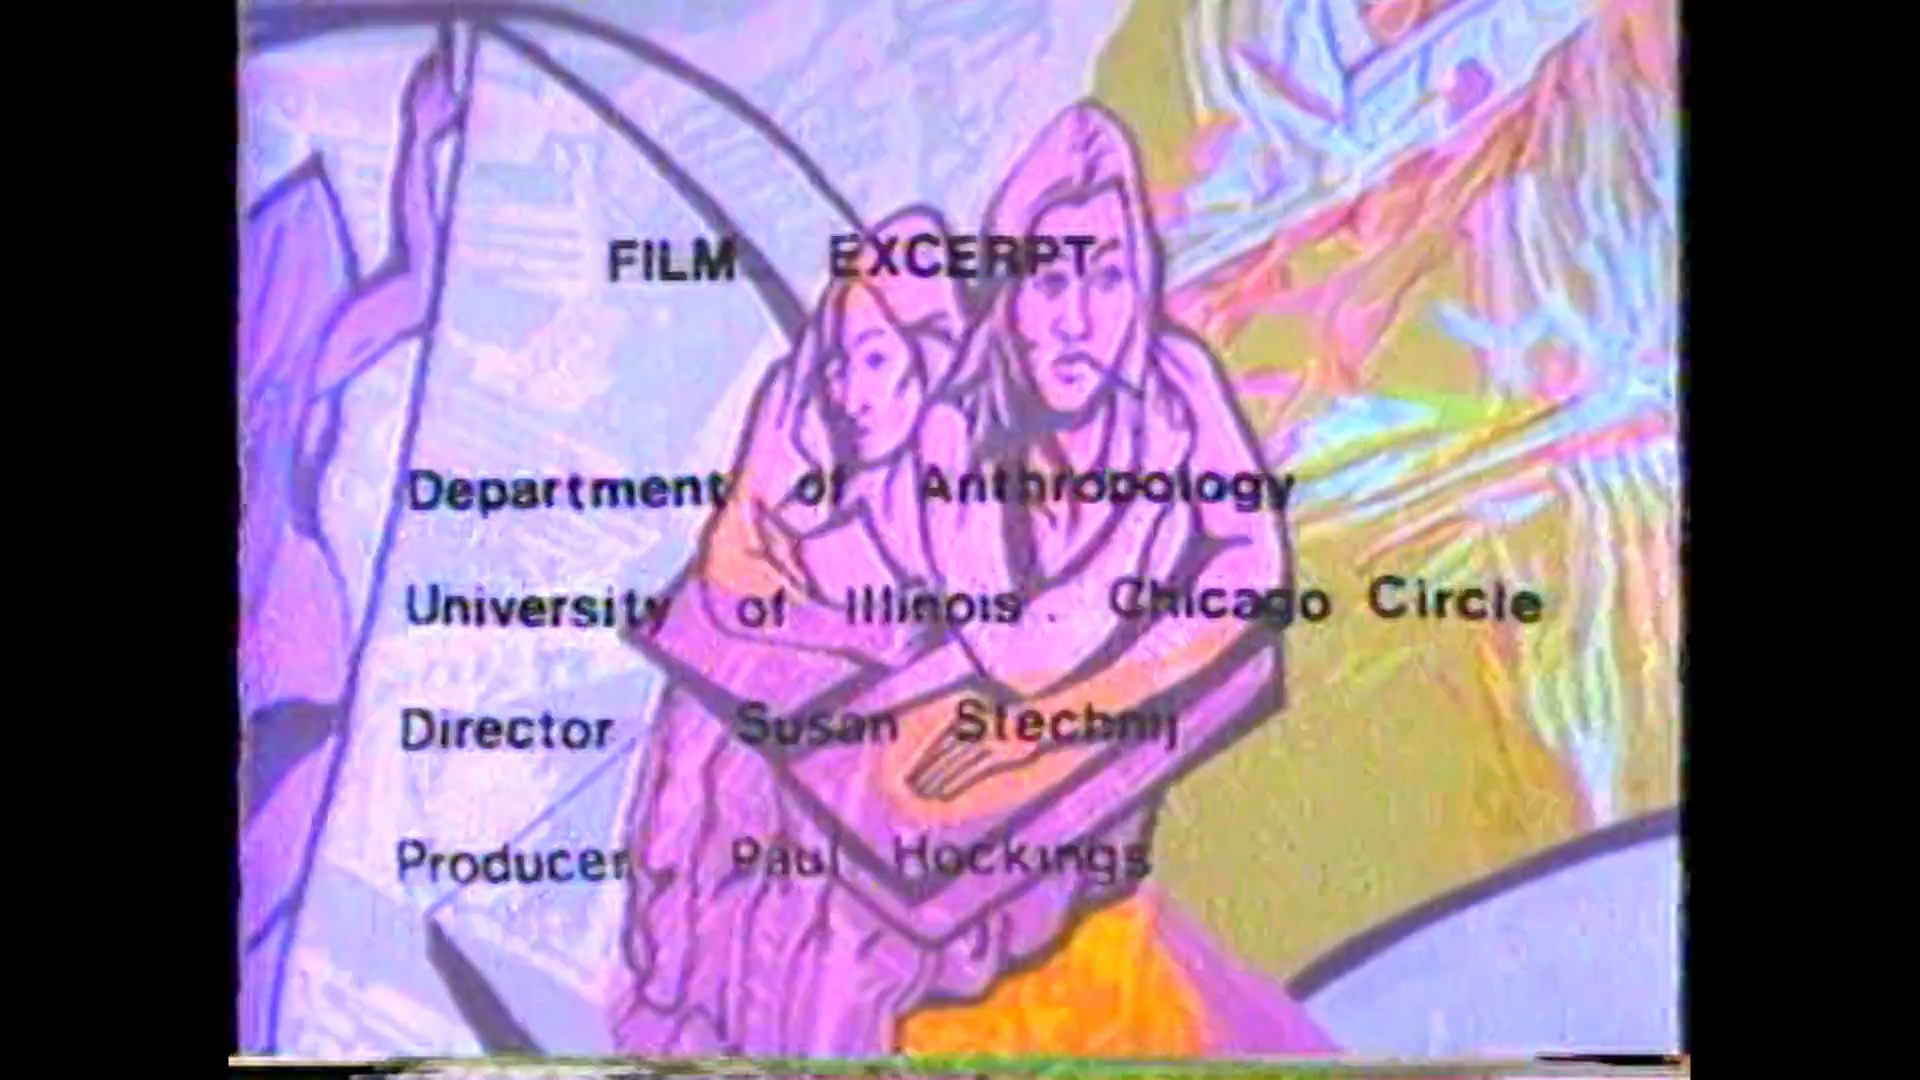 FILM EXCERPT
Department of Anthropology
University of Illinois . Chicago Circle
Director Susan Stechnij
Producer Paul Hockings